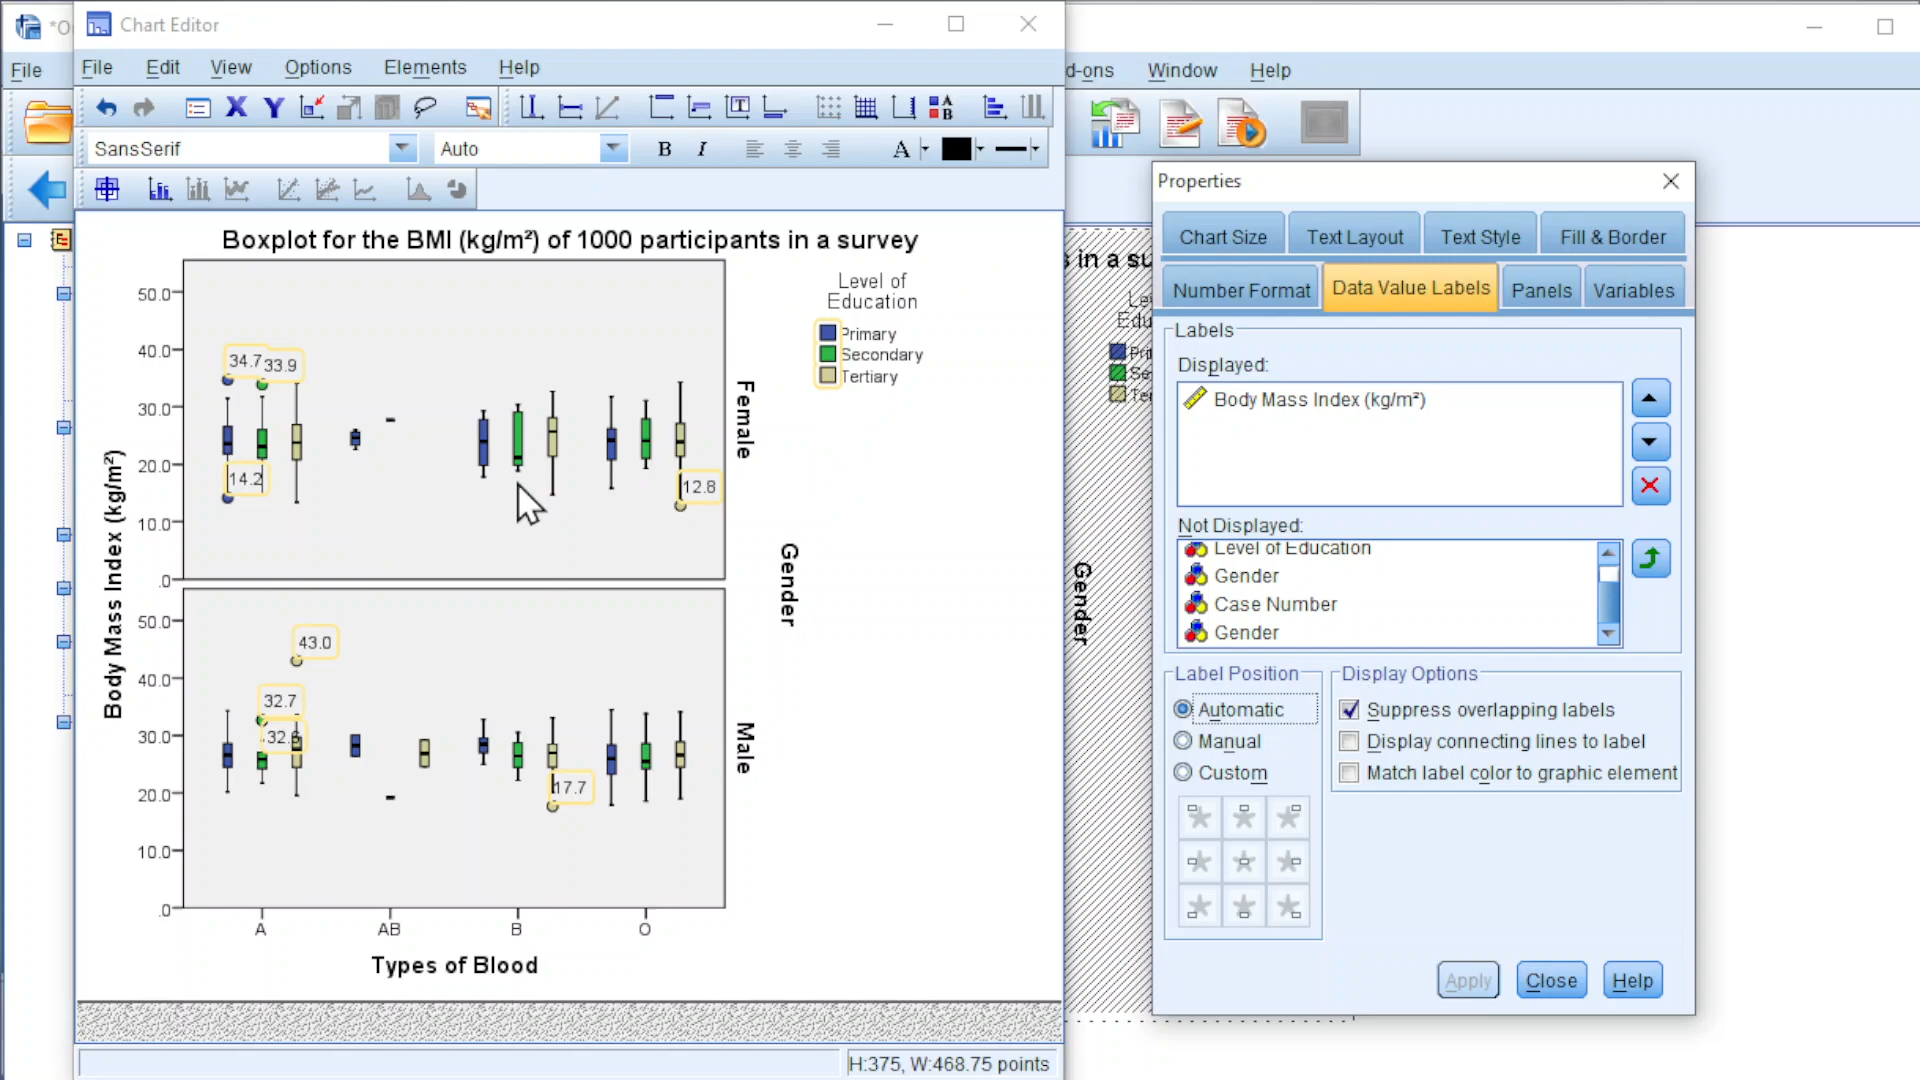 *O
Chart Editor
File
File Edit View Options Elements Help
d-ons Window Help
X Y
T
A
B
SansSerif
Auto
B I
A
Boxplot for the BMI (kg/m²) of 1000 participants in a survey
Level of
Education
Primary
Secondary
Tertiary
50.0
40.0
30.0
20.0
10.0
.0
34.7
33.9
14.2
12.8
Female
50.0
40.0
30.0
20.0
10.0
.0
43.0
32.7
32.6
17.7
Male
Gender
Body Mass Index (kg/m²)
A AB B O
Types of Blood
H:375, W:468.75 points
s in a su
Le
Edu
Pri
Se
Te
Gender
Properties
Chart Size
Text Layout
Text Style
Fill & Border
Number Format
Data Value Labels
Panels
Variables
Labels
Displayed:
Body Mass Index (kg/m²)
Not Displayed:
Level of Education
Gender
Case Number
Gender
Label Position
Automatic
Manual
Custom
Display Options
Suppress overlapping labels
Display connecting lines to label
Match label color to graphic element
Apply
Close
Help